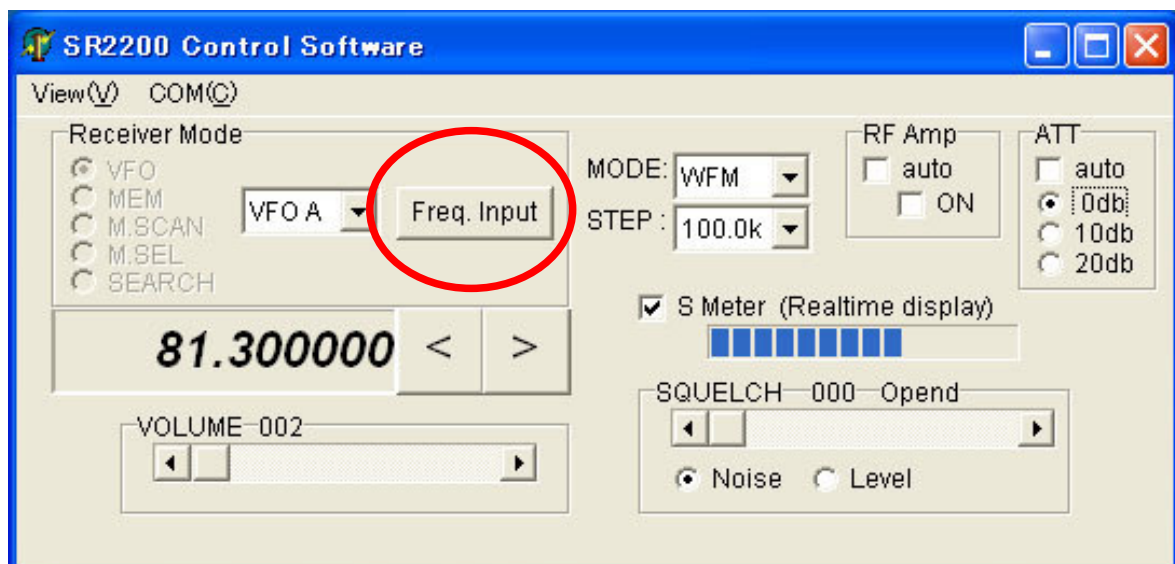 SR2200 Control Software
View(V) COM(C)
Receiver Mode
VFO
MEM
M.SCAN
M.SEL
SEARCH
VFO A
Freq. Input
MODE: WFM
STEP : 100.0k
RF Amp
auto
ON
ATT
auto
0db
10db
20db
81.300000 < >
S Meter (Realtime display)
VOLUME 002
SQUELCH 000 Opend
Noise Level